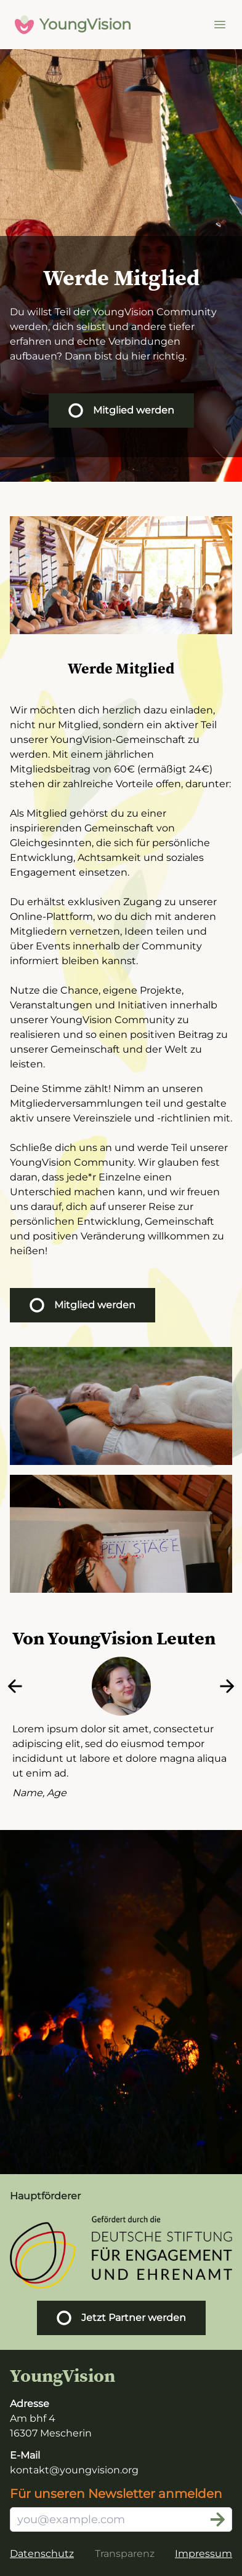 YoungVision
Werde Mitglied
Du willst Teil der YoungVision Community
werden, dich selbst und andere tiefer
erfahren und echte Verbindungen
aufbauen? Dann bist du hier richtig.
Mitglied werden
Werde Mitglied
Wir möchten dich herzlich dazu einladen,
nicht nur Mitglied, sondern ein aktiver Teil
unserer YoungVision-Gemeinschaft zu
werden. Mit einem jährlichen
Mitgliedsbeitrag von 60€ (ermäßigt 24€)
stehen dir zahlreiche Vorteile offen, darunter:
Als Mitglied gehörst du zu einer
inspirierenden Gemeinschaft von
Gleichgesinnten, die sich für persönliche
Entwicklung, Achtsamkeit und soziales
Engagement einsetzen.
Du erhältst exklusiven Zugang zu unserer
Online-Plattform, wo du dich mit anderen
Mitgliedern vernetzen, Ideen teilen und
über Events innerhalb der Community
informiert bleiben kannst.
Nutze die Chance, eigene Projekte,
Veranstaltungen und Initiativen innerhalb
unserer YoungVision Community zu
realisieren und so einen positiven Beitrag zu
unserer Gemeinschaft und der Welt zu
leisten.
Deine Stimme zählt! Nimm an unseren
Mitgliederversammlungen teil und gestalte
aktiv unsere Vereinsziele und -richtlinien mit.
Schließe dich uns an und werde Teil unserer
YoungVision Community. Wir glauben fest
daran, dass jede*r Einzelne einen
Unterschied machen kann, und wir freuen
uns darauf, dich auf unserer Reise zur
persönlichen Entwicklung, Gemeinschaft
und positiven Veränderung willkommen zu
heißen!
Mitglied werden
OPEN STAGE
Von YoungVision Leuten
Lorem ipsum dolor sit amet, consectetur
adipiscing elit, sed do eiusmod tempor
incididunt ut labore et dolore magna aliqua
ut enim ad.
Name, Age
Hauptförderer
Gefördert durch die
DEUTSCHE STIFTUNG
FÜR ENGAGEMENT
UND EHRENAMT
Jetzt Partner werden
YoungVision
Adresse
Am bhf 4
16307 Mescherin
E-Mail
kontakt@youngvision.org
Für unseren Newsletter anmelden
you@example.com
Datenschutz Transparenz Impressum